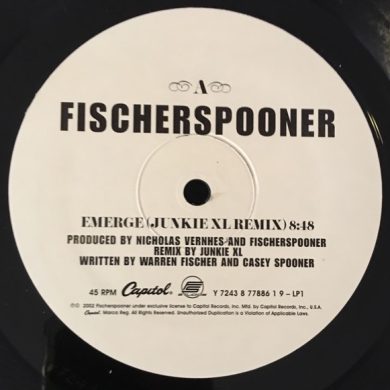 A
FISCHERSPOONER
EMERGE (JUNKIE XL REMIX) 8:48
PRODUCED BY NICHOLAS VERNHES AND FISCHERSPOONER
REMIX BY JUNKIE XL
WRITTEN BY WARREN FISCHER AND CASEY SPOONER
45 RPM Capitol Y 7243 8 77886 1 9 – LP1
℗© 2002 Fischerspooner under exclusive license to Capitol Records, Inc. Mfd. by Capitol Records, Inc., U.S.A.
Capitol. Marca Reg. All Rights Reserved. Unauthorized Duplication is a Violation of Applicable Laws.